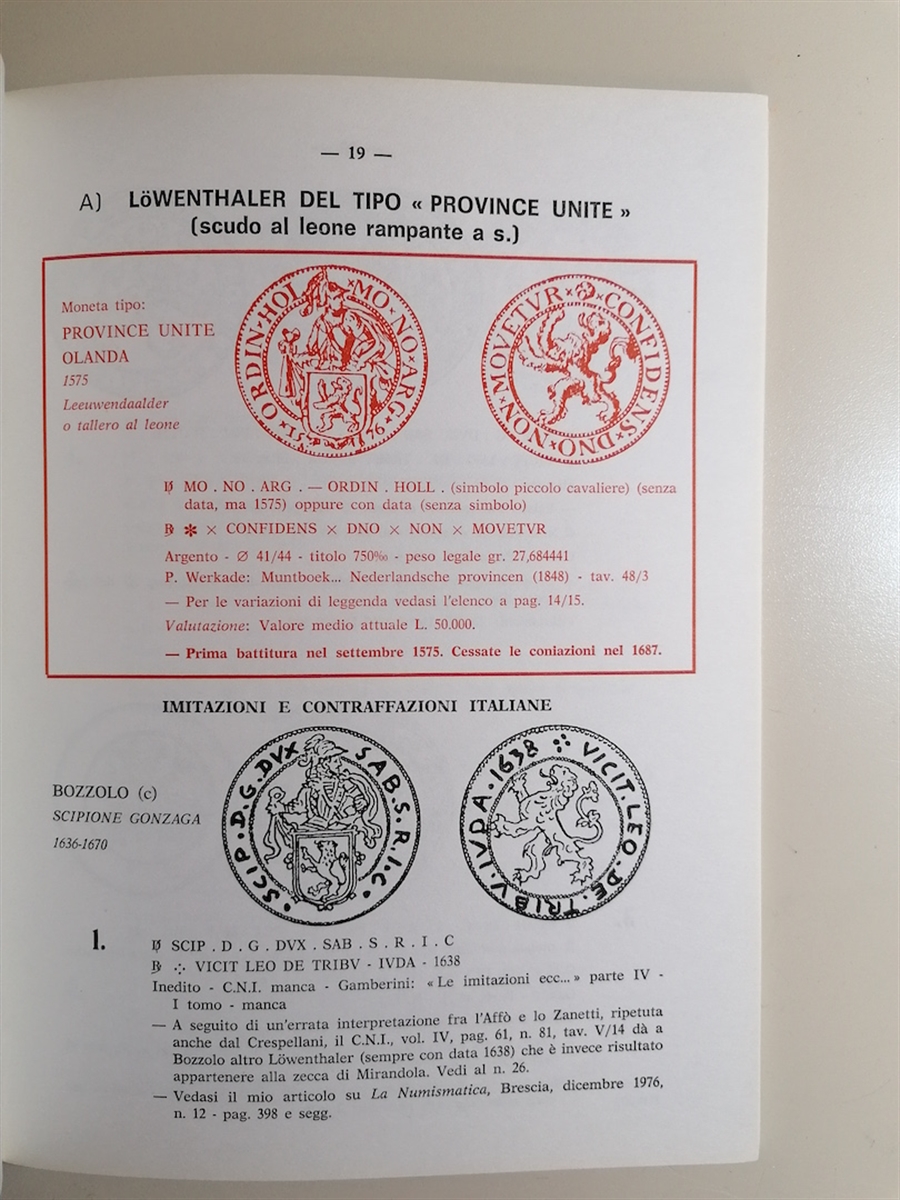 — 19 —
A) LöWENTHALER DEL TIPO « PROVINCE UNITE »
(scudo al leone rampante a s.)
Moneta tipo:
PROVINCE UNITE
OLANDA
1575
Leeuwendaalder
o tallero al leone
MO·NO·ARG· 15 76 ORDIN·HOL
CONFIDENS·DNO·NON·MOVETVR
D/ MO . NO . ARG . — ORDIN . HOLL . (simbolo piccolo cavaliere) (senza
data, ma 1575) oppure con data (senza simbolo)
R/ ✻ × CONFIDENS × DNO × NON × MOVETVR
Argento - ∅ 41/44 - titolo 750‰ - peso legale gr. 27,684441
P. Werkade: Muntboek... Nederlandsche provincen (1848) - tav. 48/3
— Per le variazioni di leggenda vedasi l'elenco a pag. 14/15.
Valutazione: Valore medio attuale L. 50.000.
— Prima battitura nel settembre 1575. Cessate le coniazioni nel 1687.
IMITAZIONI E CONTRAFFAZIONI ITALIANE
BOZZOLO (c)
SCIPIONE GONZAGA
1636-1670
·SCIP·D·G·DVX SAB·S·R·I·C·
VICIT·LEO·DE·TRIBV·IVDA·1638
1.
D/ SCIP . D . G . DVX . SAB . S . R . I . C
R/ ·:· VICIT LEO DE TRIBV - IVDA - 1638
Inedito - C.N.I. manca - Gamberini: «Le imitazioni ecc...» parte IV -
I tomo - manca
— A seguito di un'errata interpretazione fra l'Affò e lo Zanetti, ripetuta
anche dal Crespellani, il C.N.I., vol. IV, pag. 61, n. 81, tav. V/14 dà a
Bozzolo altro Löwenthaler (sempre con data 1638) che è invece risultato
appartenere alla zecca di Mirandola. Vedi al n. 26.
— Vedasi il mio articolo su La Numismatica, Brescia, dicembre 1976,
n. 12 - pag. 398 e segg.